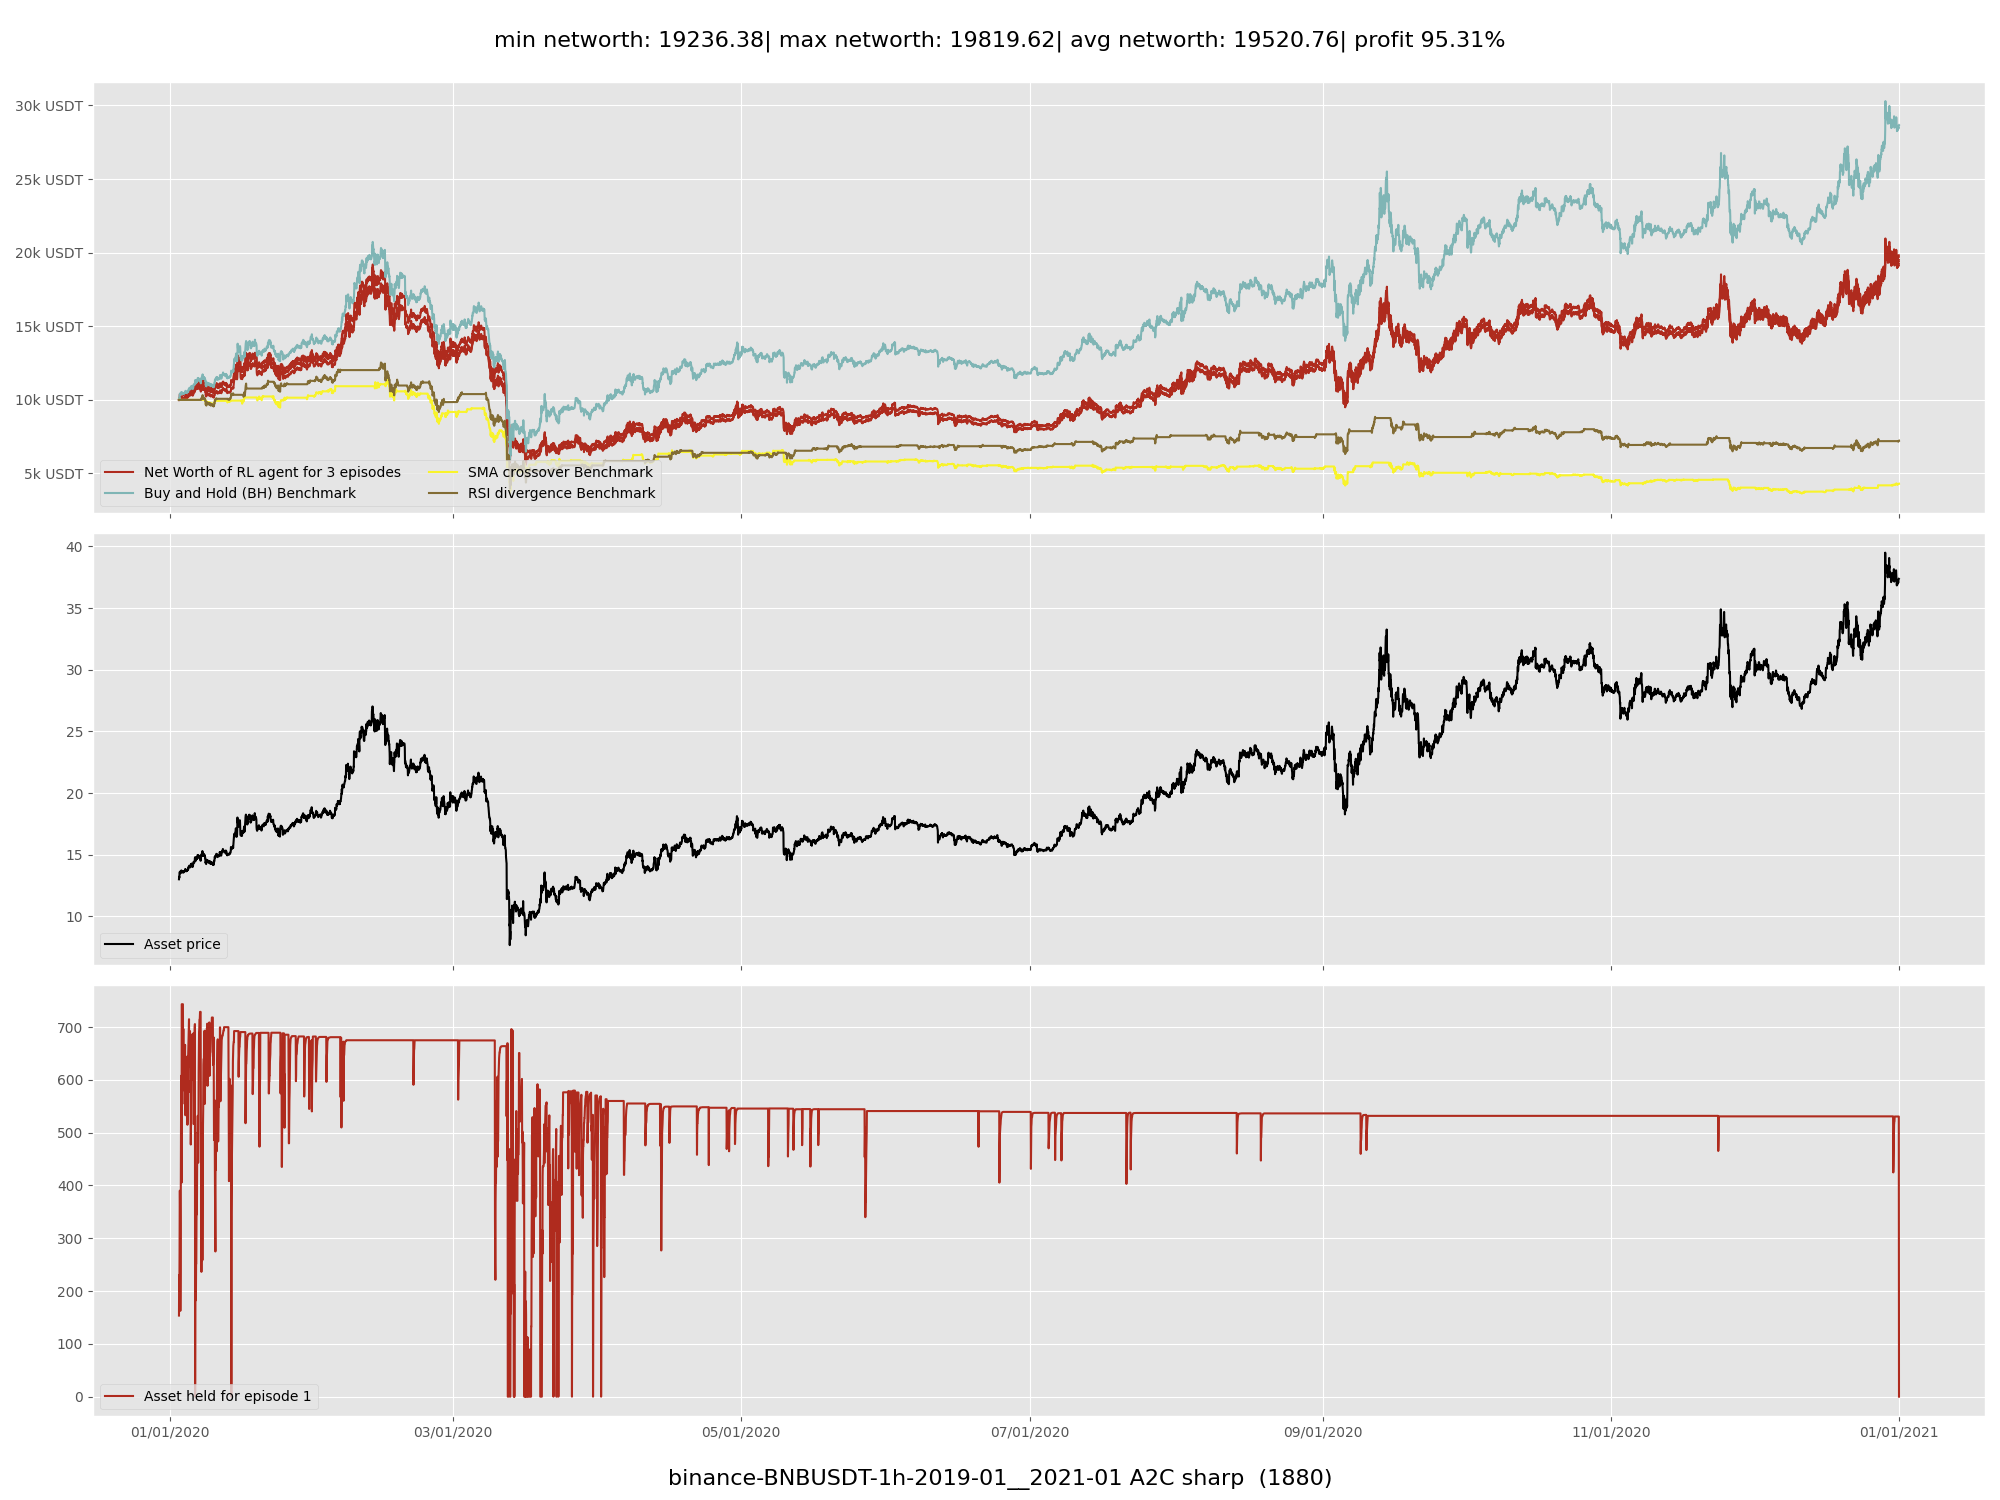 min networth: 19236.38| max networth: 19819.62| avg networth: 19520.76| profit 95.31%
30k USDT
25k USDT
20k USDT
15k USDT
10k USDT
5k USDT
Net Worth of RL agent for 3 episodes
Buy and Hold (BH) Benchmark
SMA crossover Benchmark
RSI divergence Benchmark
40
35
30
25
20
15
10
Asset price
700
600
500
400
300
200
100
0
Asset held for episode 1
01/01/2020 03/01/2020 05/01/2020 07/01/2020 09/01/2020 11/01/2020 01/01/2021
binance-BNBUSDT-1h-2019-01__2021-01 A2C sharp (1880)